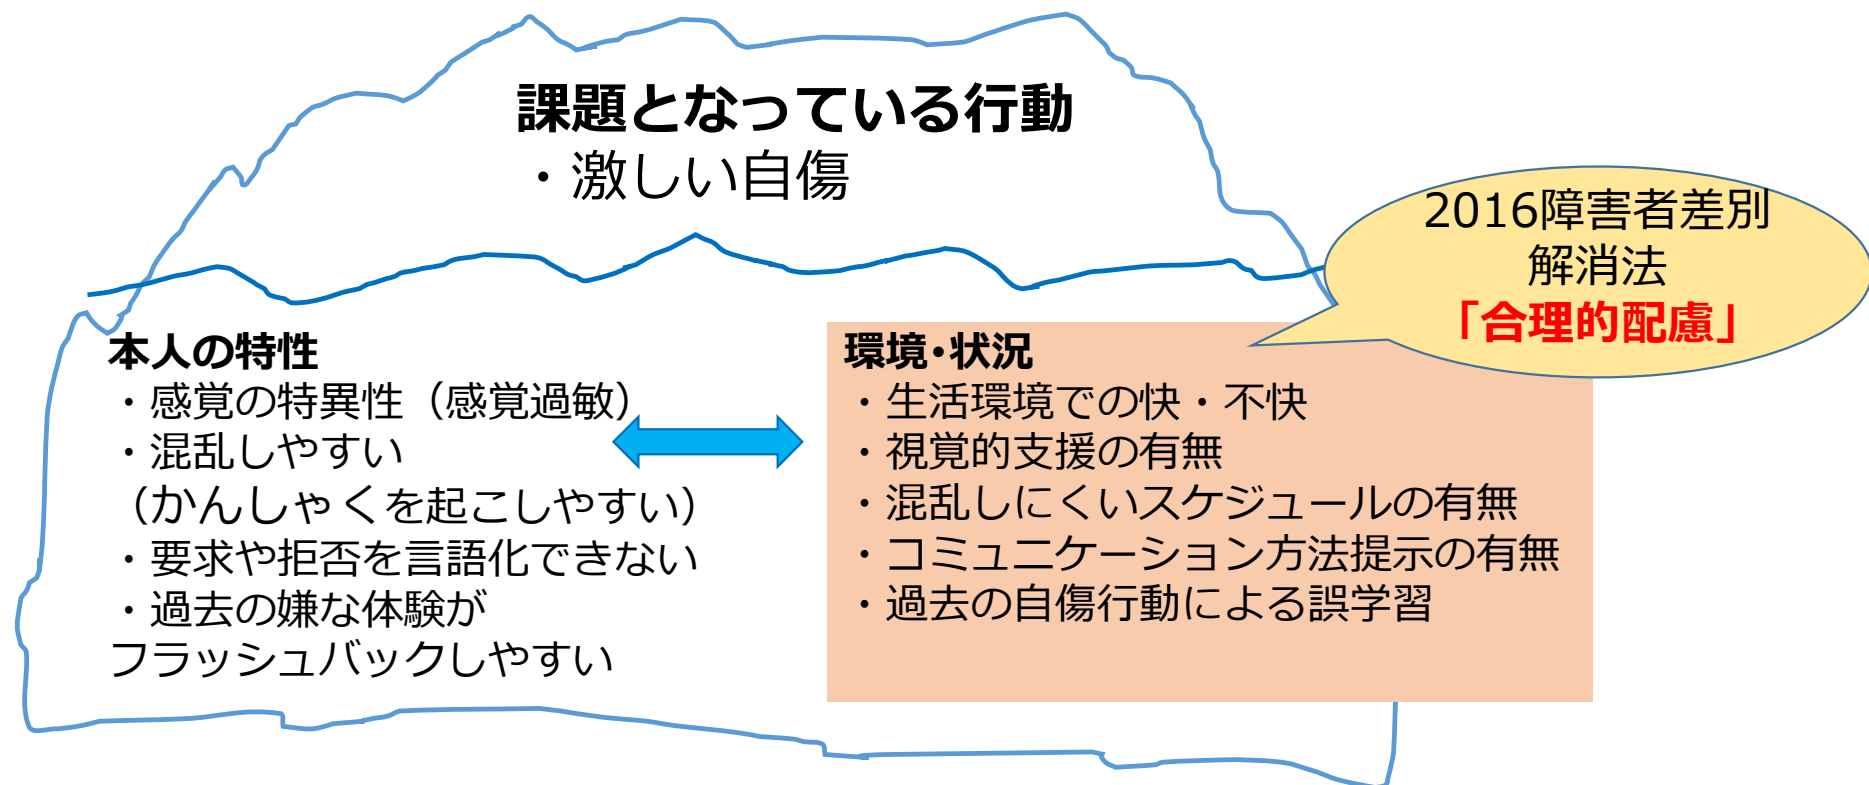 課題となっている行動
・激しい自傷
2016障害者差別
解消法
「合理的配慮」
本人の特性
・感覚の特異性（感覚過敏）
・混乱しやすい
（かんしゃくを起こしやすい）
・要求や拒否を言語化できない
・過去の嫌な体験が
フラッシュバックしやすい
環境・状況
・生活環境での快・不快
・視覚的支援の有無
・混乱しにくいスケジュールの有無
・コミュニケーション方法提示の有無
・過去の自傷行動による誤学習